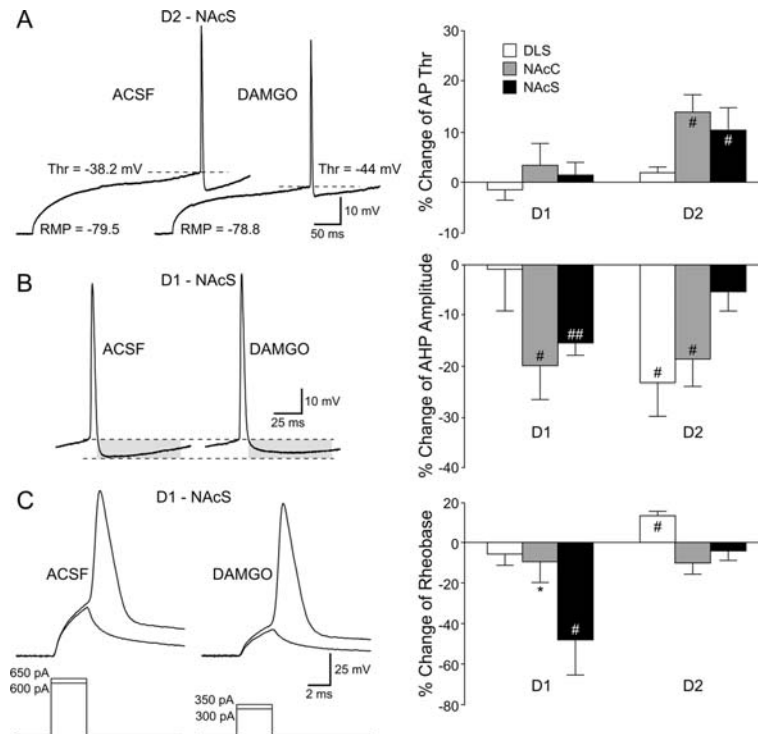 A
D2 - NAcS
ACSF
DAMGO
Thr = -38.2 mV
Thr = -44 mV
RMP = -79.5
RMP = -78.8
10 mV
50 ms
% Change of AP Thr
30
20
10
0
-10
DLS
NAcC
NAcS
#
#
D1
D2
B
D1 - NAcS
ACSF
DAMGO
10 mV
25 ms
% Change of AHP Amplitude
0
-10
-20
-30
-40
#
##
#
#
D1
D2
C
D1 - NAcS
ACSF
DAMGO
25 mV
2 ms
650 pA
600 pA
350 pA
300 pA
% Change of Rheobase
20
0
-20
-40
-60
-80
*
#
#
D1
D2